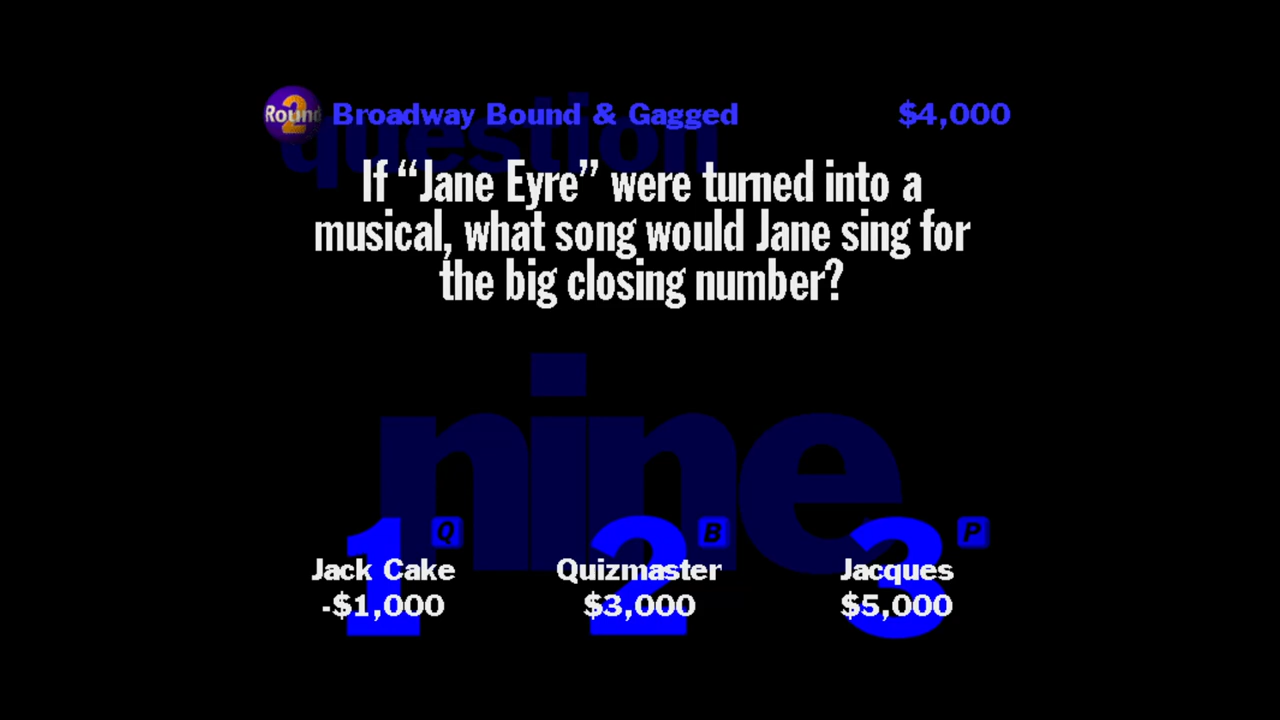 Round 2 Broadway Bound & Gagged $4,000
question
If “Jane Eyre” were turned into a
musical, what song would Jane sing for
the big closing number?
nine
1 Q 2 B 3 P
Jack Cake Quizmaster Jacques
-$1,000 $3,000 $5,000